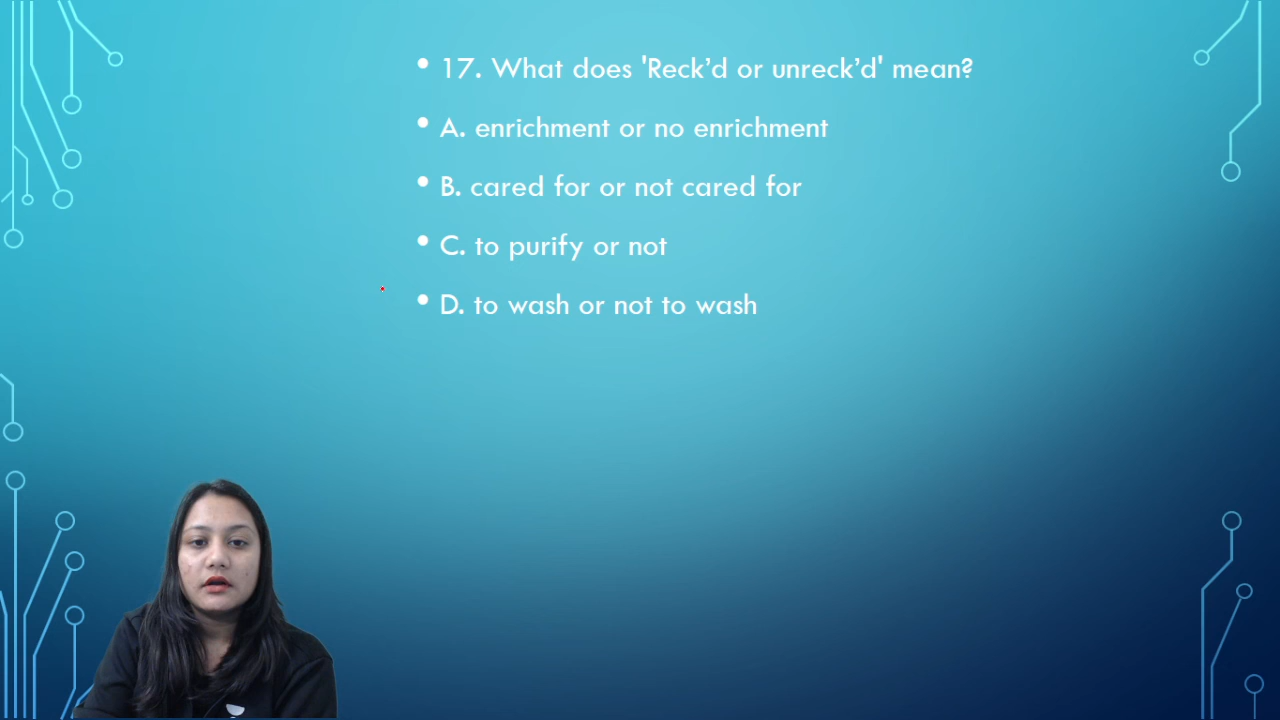 • 17. What does 'Reck’d or unreck’d' mean?
• A. enrichment or no enrichment
• B. cared for or not cared for
• C. to purify or not
• D. to wash or not to wash